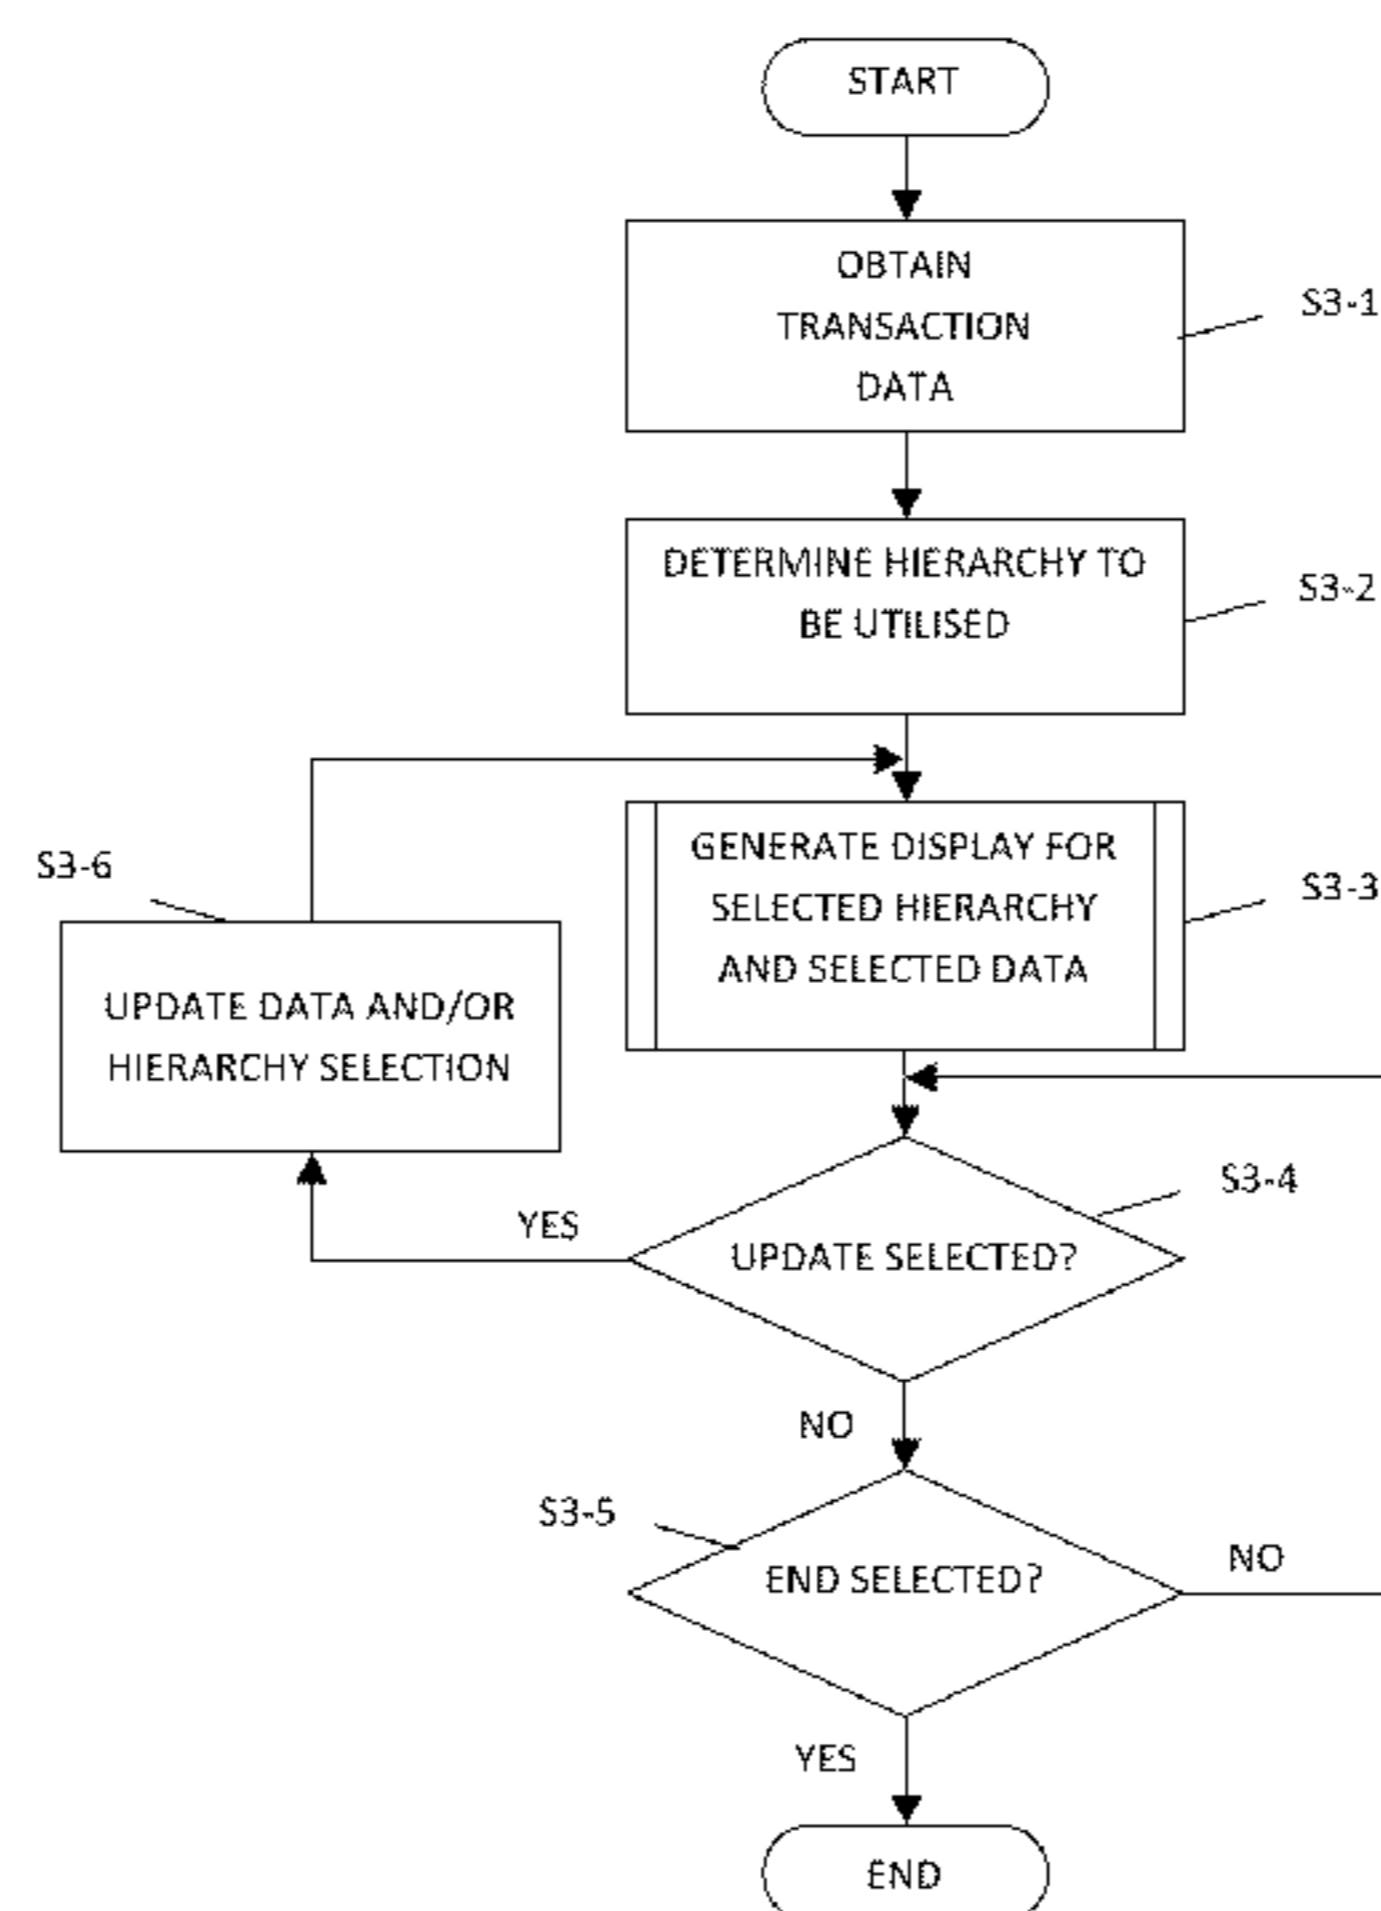 START
OBTAIN
TRANSACTION
DATA
S3-1
DETERMINE HIERARCHY TO
BE UTILISED
S3-2
GENERATE DISPLAY FOR
SELECTED HIERARCHY
AND SELECTED DATA
S3-3
S3-6
UPDATE DATA AND/OR
HIERARCHY SELECTION
S3-4
YES
UPDATE SELECTED?
NO
S3-5
END SELECTED?
NO
YES
END